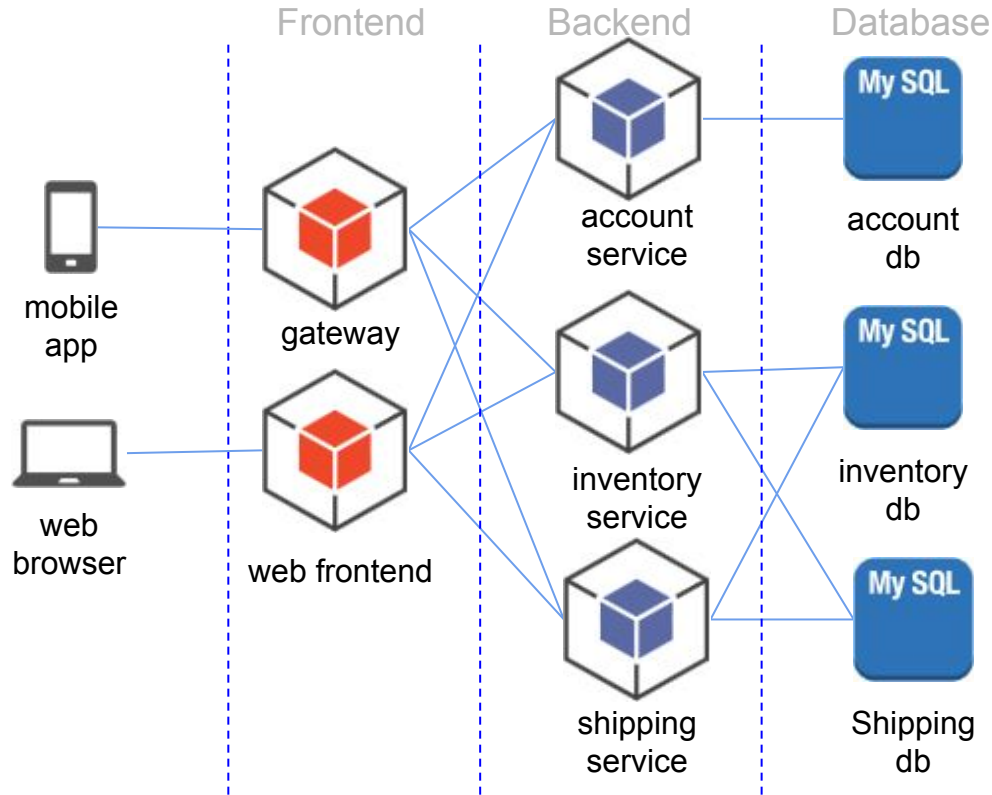 Frontend
Backend
Database
My SQL
account
service
account
db
mobile
app
gateway
My SQL
inventory
service
inventory
db
web
browser
web frontend
My SQL
shipping
service
Shipping
db